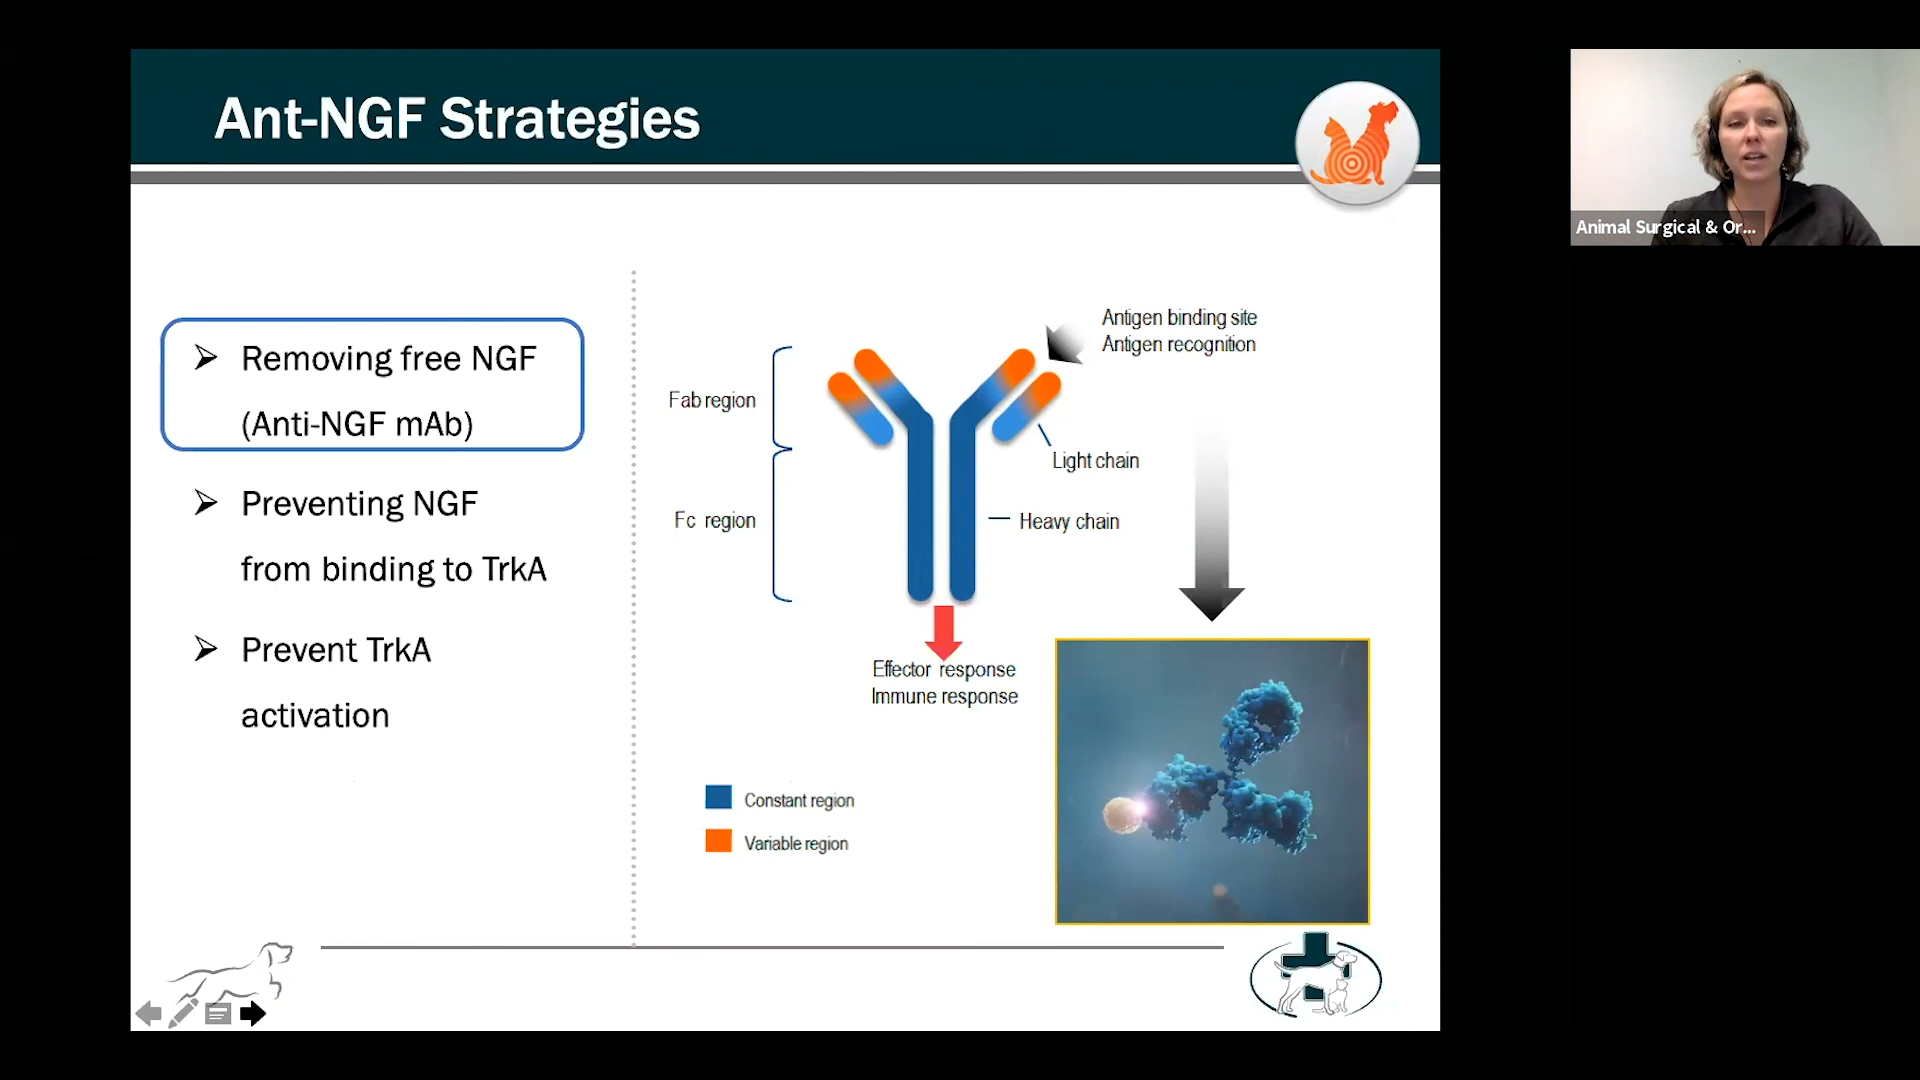 Ant-NGF Strategies
Animal Surgical & Or...
➢ Removing free NGF
(Anti-NGF mAb)
➢ Preventing NGF
from binding to TrkA
➢ Prevent TrkA
activation
Antigen binding site
Antigen recognition
Fab region
Light chain
Fc region
Heavy chain
Effector response
Immune response
Constant region
Variable region